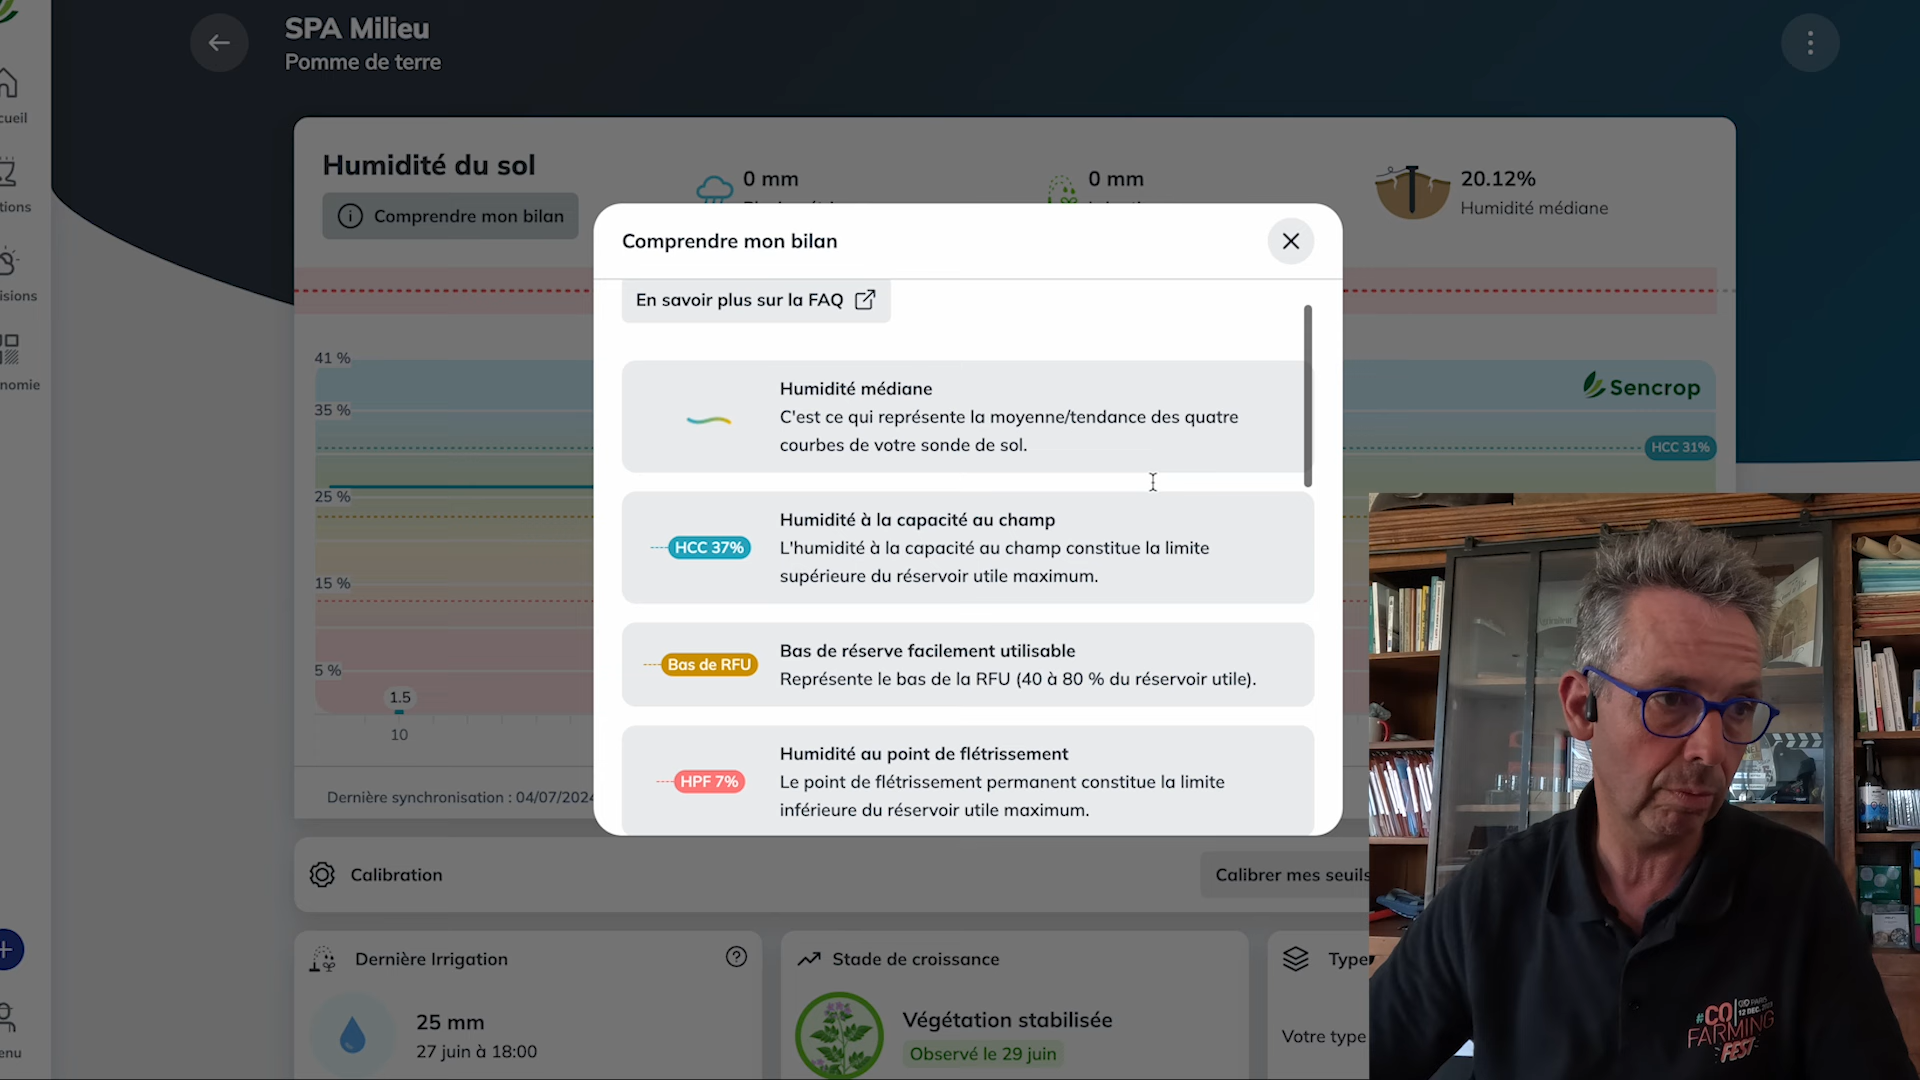 SPA Milieu
Pomme de terre
cueil
tions
isions
nomie
enu
Humidité du sol
Comprendre mon bilan
0 mm
0 mm
20.12%
Humidité médiane
Comprendre mon bilan
En savoir plus sur la FAQ
Humidité médiane
C'est ce qui représente la moyenne/tendance des quatre
courbes de votre sonde de sol.
HCC 37%
Humidité à la capacité au champ
L'humidité à la capacité au champ constitue la limite
supérieure du réservoir utile maximum.
Bas de RFU
Bas de réserve facilement utilisable
Représente le bas de la RFU (40 à 80 % du réservoir utile).
HPF 7%
Humidité au point de flétrissement
Le point de flétrissement permanent constitue la limite
inférieure du réservoir utile maximum.
41 %
35 %
25 %
15 %
5 %
1.5
10
Sencrop
HCC 31%
Dernière synchronisation : 04/07/2024
Calibration
Calibrer mes seuils
Dernière Irrigation
25 mm
27 juin à 18:00
Stade de croissance
Végétation stabilisée
Observé le 29 juin
Type
Votre type
#CO
FARMING
FEST
12 DEC.